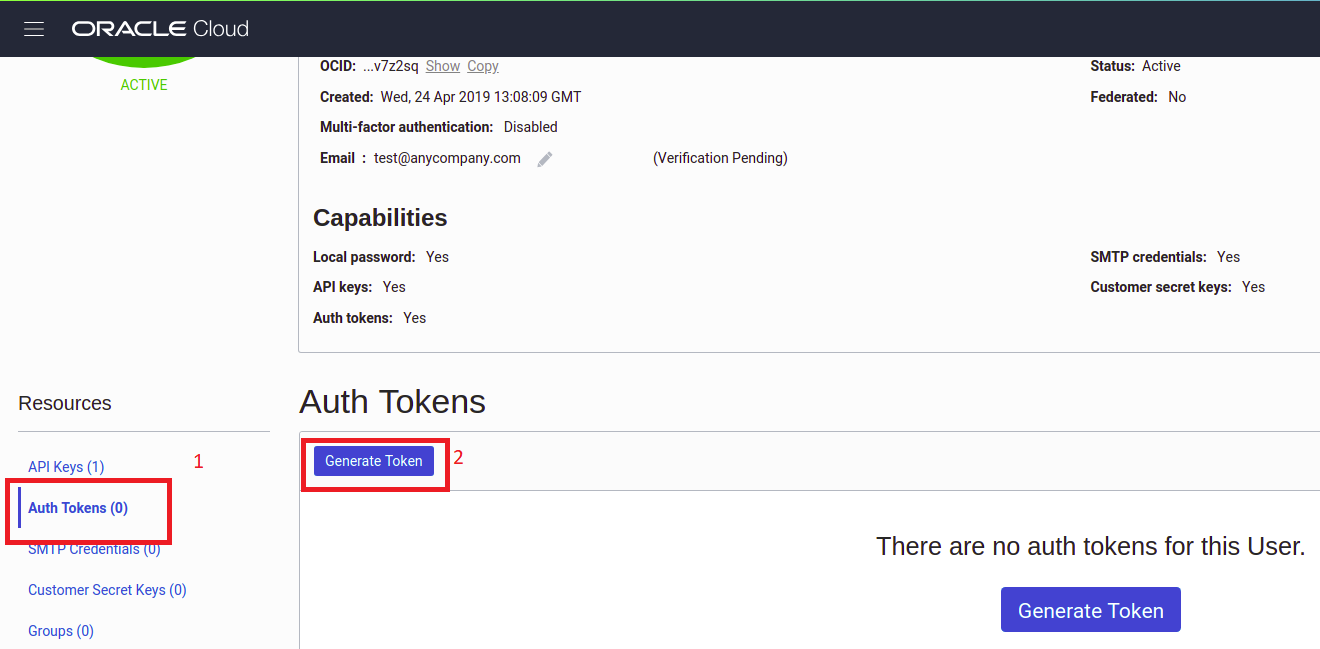 ORACLE Cloud
ACTIVE
OCID: ...v7z2sq Show Copy
Status: Active
Created: Wed, 24 Apr 2019 13:08:09 GMT
Federated: No
Multi-factor authentication: Disabled
Email : test@anycompany.com (Verification Pending)
Capabilities
Local password: Yes
SMTP credentials: Yes
API keys: Yes
Customer secret keys: Yes
Auth tokens: Yes
Resources
API Keys (1)
1
Auth Tokens (0)
SMTP Credentials (0)
Customer Secret Keys (0)
Groups (0)
Auth Tokens
Generate Token
2
There are no auth tokens for this User.
Generate Token